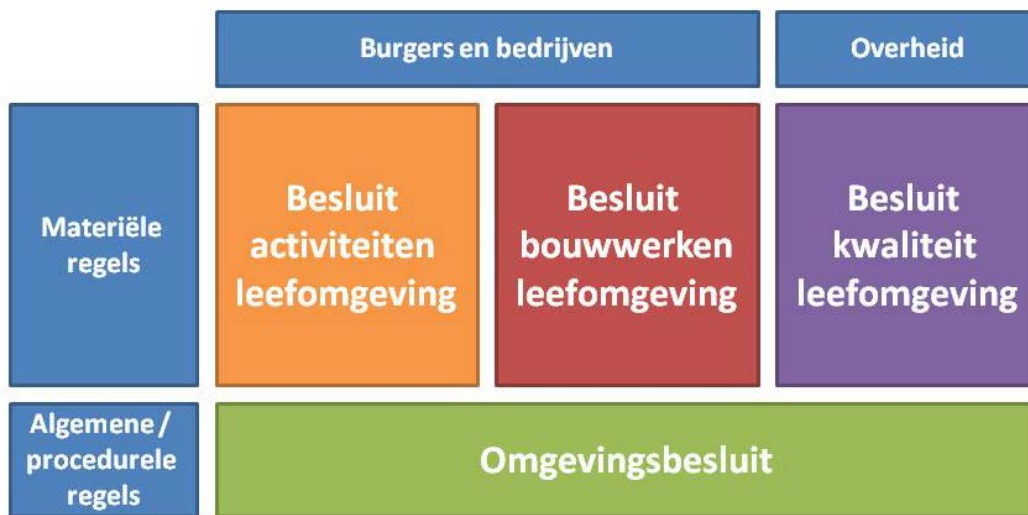 Burgers en bedrijven
Overheid
Materiële
regels
Besluit
activiteiten
leefomgeving
Besluit
bouwwerken
leefomgeving
Besluit
kwaliteit
leefomgeving
Algemene /
procedurele
regels
Omgevingsbesluit